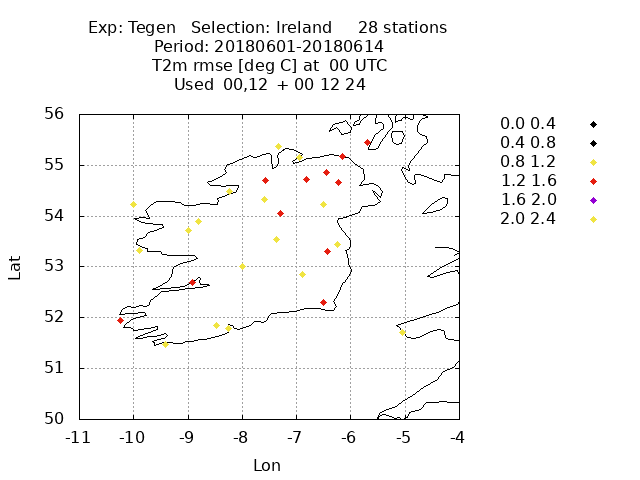 Exp: Tegen   Selection: Ireland     28 stations
Period: 20180601-20180614
T2m rmse [deg C] at  00 UTC
Used  00,12  + 00 12 24
0.0 0.4
0.4 0.8
0.8 1.2
1.2 1.6
1.6 2.0
2.0 2.4
56
55
54
53
52
51
50
Lat
-11 -10 -9 -8 -7 -6 -5 -4
Lon